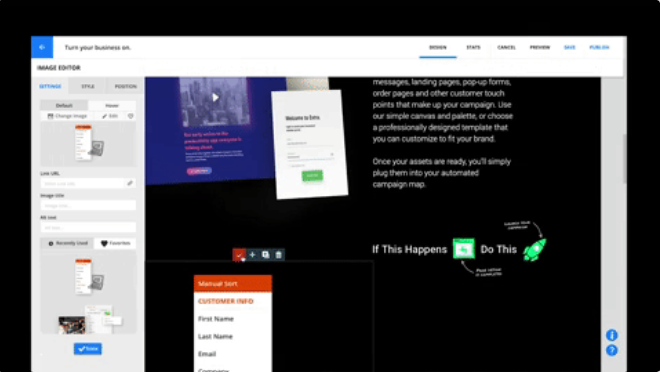 Turn your business on.
DESIGN
STATS
CANCEL
PREVIEW
SAVE
PUBLISH
IMAGE EDITOR
SETTINGS
STYLE
POSITION
Default
Hover
Change Image
Edit
Link URL
Image title
Alt text
Recently Used
Favorites
Welcome to Entre
messages, landing pages, pop-up forms,
order pages and other customer touch
points that make up your campaign. Use
our simple canvas and palette, or choose
a professionally designed template that
you can customize to fit your brand.
Once your assets are ready, you'll simply
plug them into your automated
campaign map.
If This Happens
Do This
Manual Sort
CUSTOMER INFO
First Name
Last Name
Email
Company